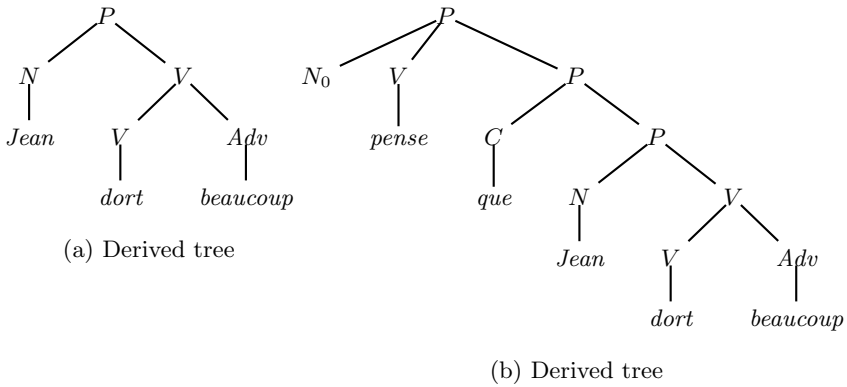 P P
N V N₀ V P
Jean V Adv pense C P
dort beaucoup que N V
(a) Derived tree Jean V Adv
dort beaucoup
(b) Derived tree